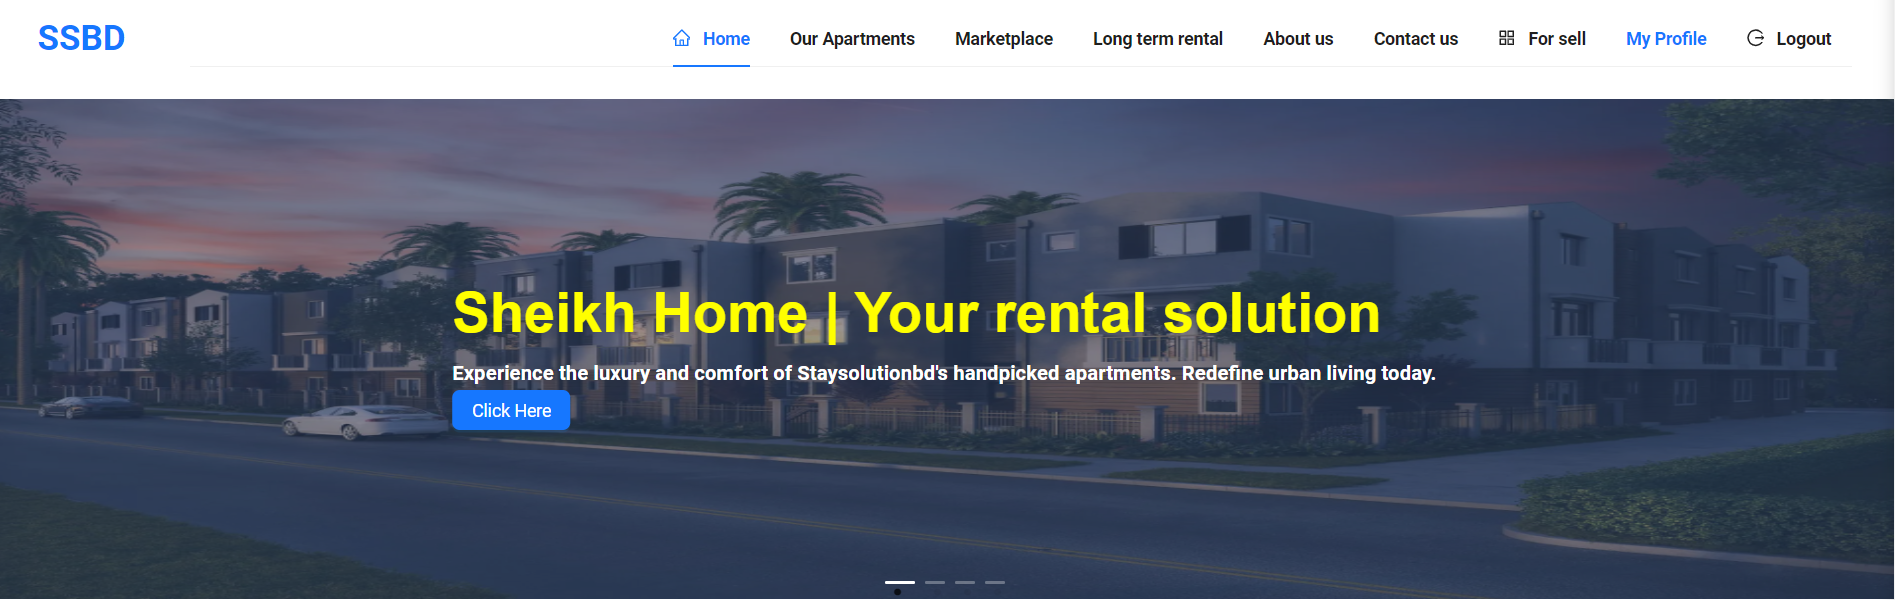 SSBD
Home Our Apartments Marketplace Long term rental About us Contact us For sell My Profile Logout
Sheikh Home | Your rental solution
Experience the luxury and comfort of Staysolutionbd's handpicked apartments. Redefine urban living today.
Click Here